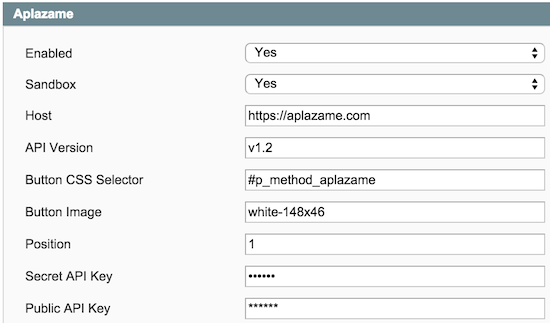 Aplazame
Enabled Yes
Sandbox Yes
Host https://aplazame.com
API Version v1.2
Button CSS Selector #p_method_aplazame
Button Image white-148x46
Position 1
Secret API Key ••••••
Public API Key ******